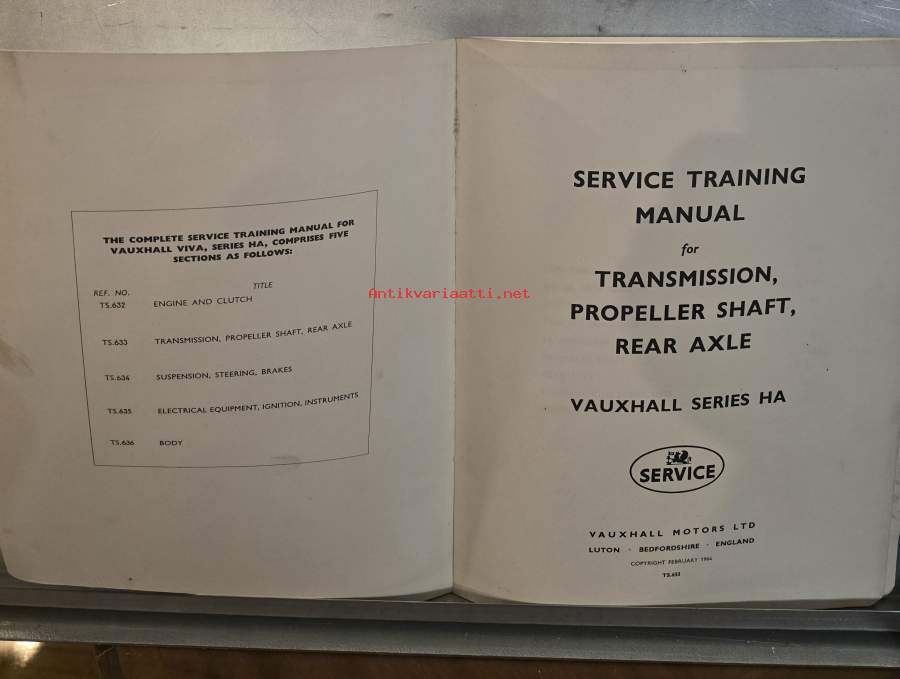 THE COMPLETE SERVICE TRAINING MANUAL FOR
VAUXHALL VIVA, SERIES HA, COMPRISES FIVE
SECTIONS AS FOLLOWS:
REF. NO. TITLE
TS.632 ENGINE AND CLUTCH
TS.633 TRANSMISSION, PROPELLER SHAFT, REAR AXLE
TS.634 SUSPENSION, STEERING, BRAKES
TS.635 ELECTRICAL EQUIPMENT, IGNITION, INSTRUMENTS
TS.636 BODY
Antikvariaatti.net
SERVICE TRAINING
MANUAL
for
TRANSMISSION,
PROPELLER SHAFT,
REAR AXLE
VAUXHALL SERIES HA
SERVICE
VAUXHALL MOTORS LTD
LUTON · BEDFORDSHIRE · ENGLAND
COPYRIGHT FEBRUARY 1964
TS.633